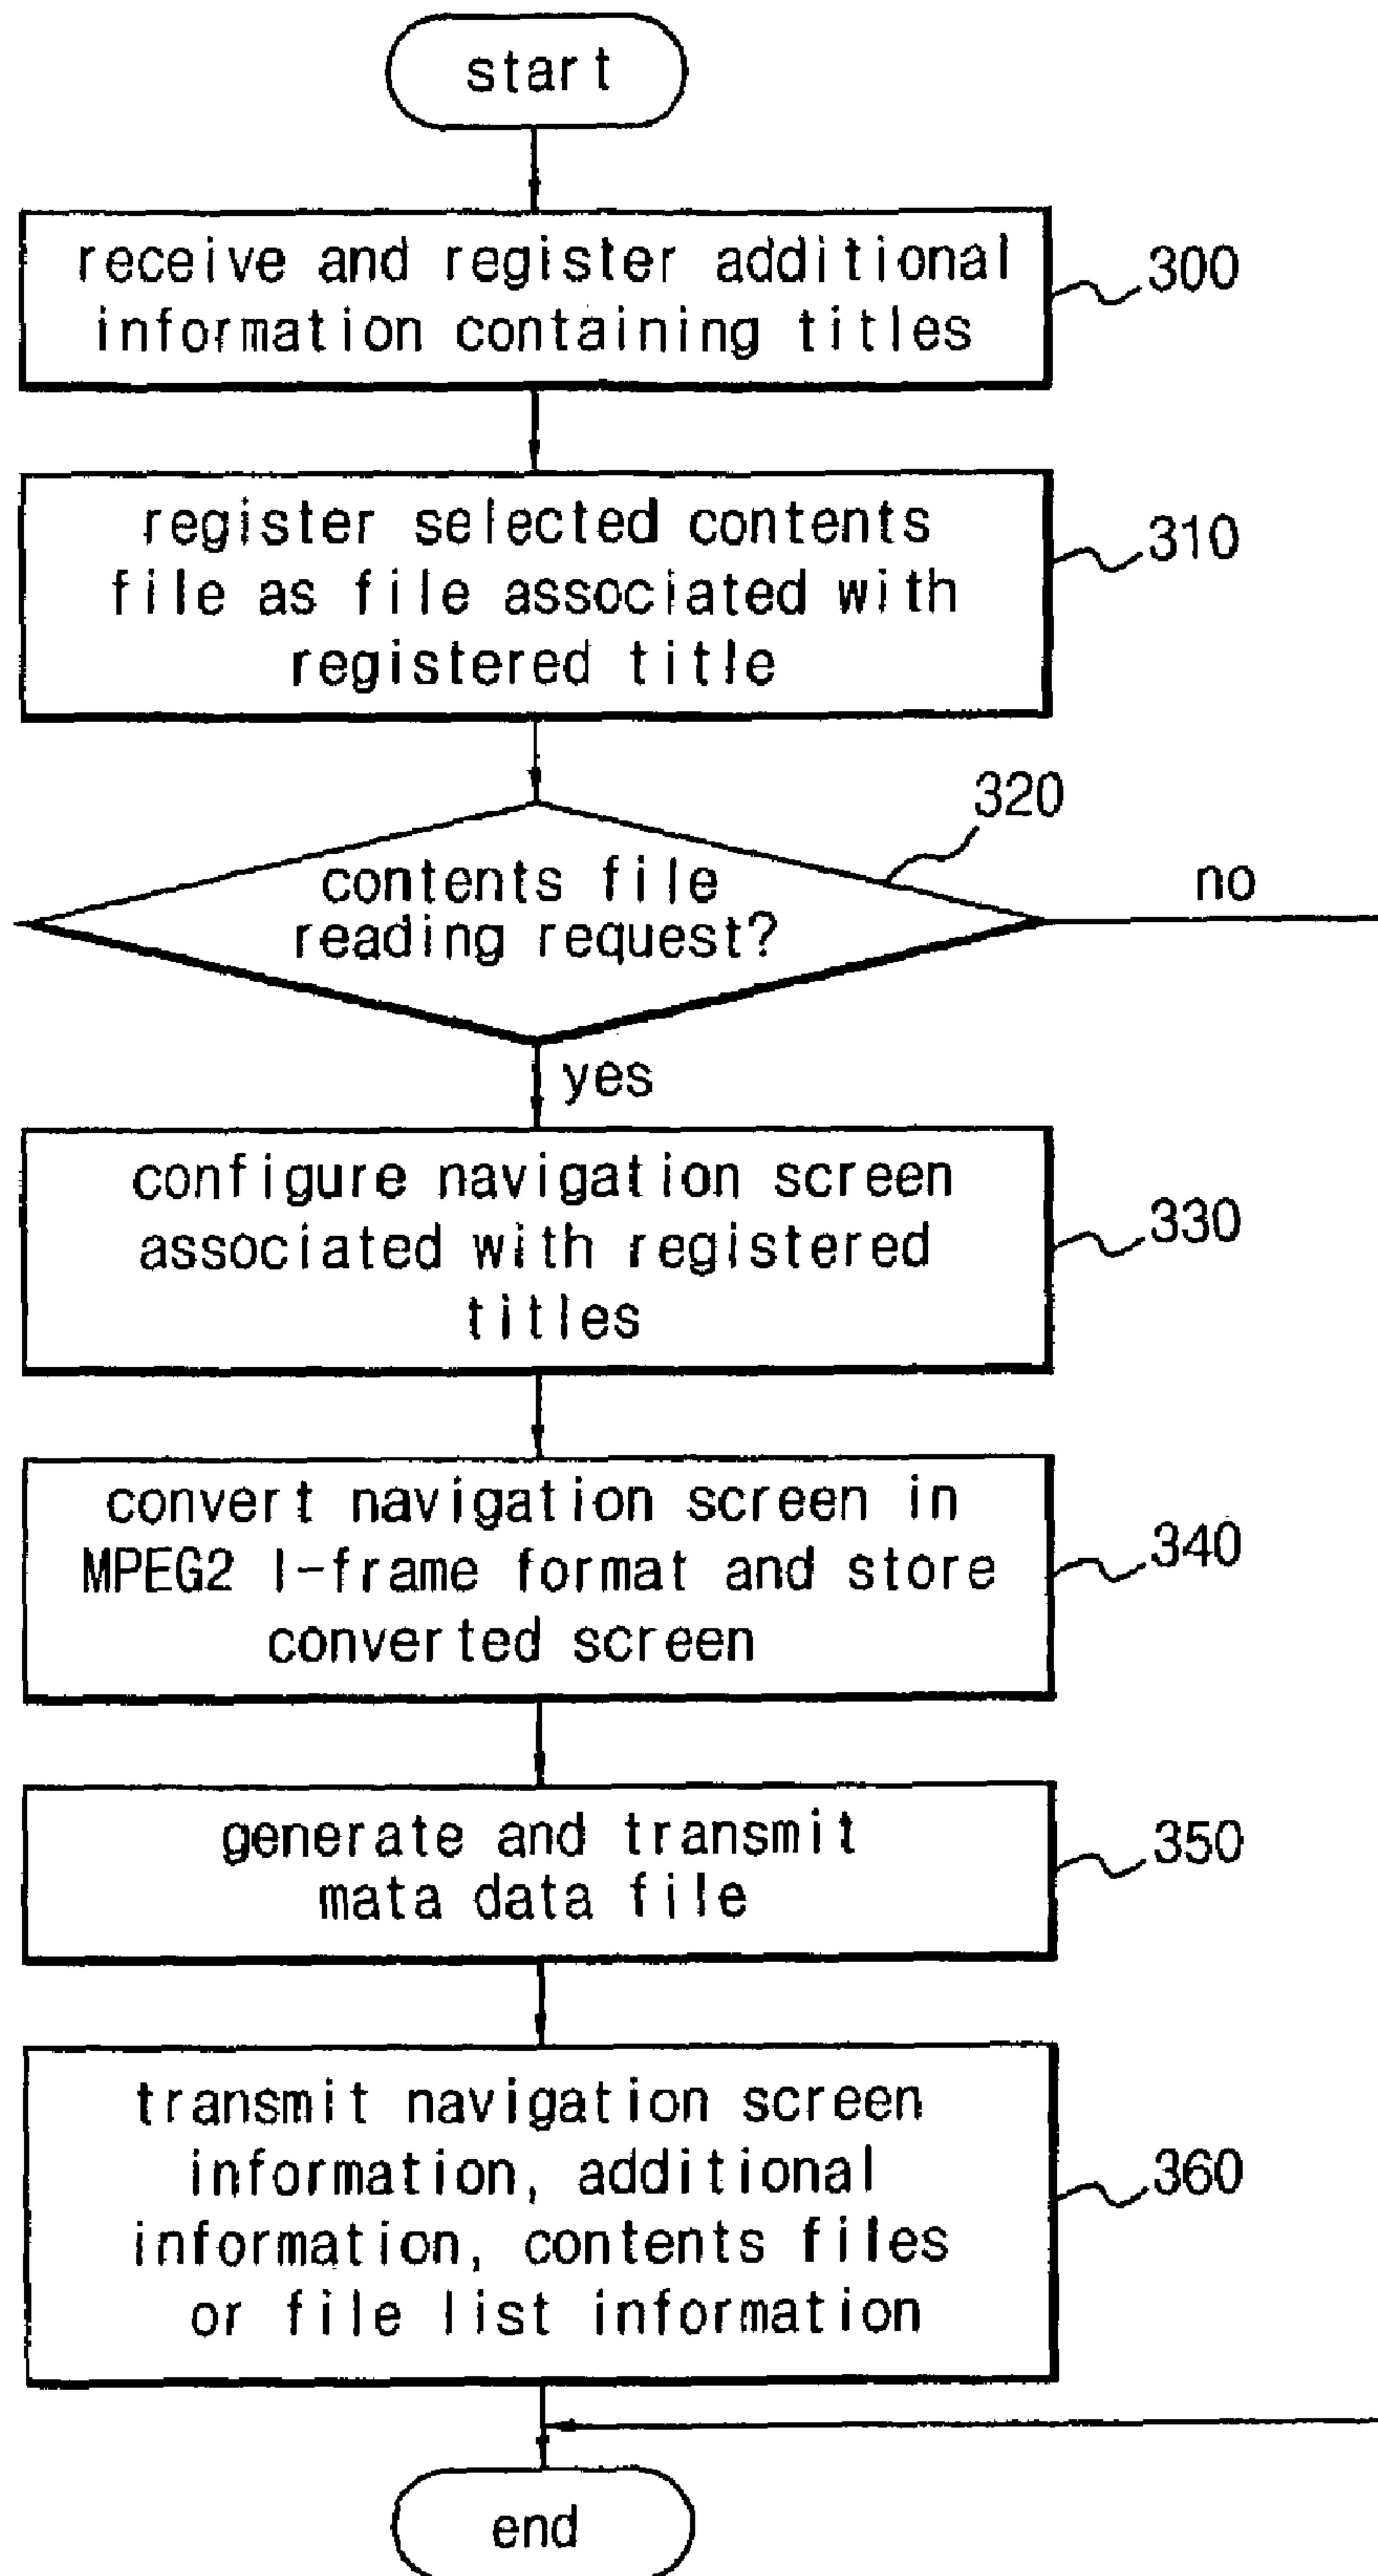 start
receive and register additional
information containing titles
300
register selected contents
file as file associated with
registered title
310
320
contents file
reading request?
no
yes
configure navigation screen
associated with registered
titles
330
convert navigation screen in
MPEG2 I-frame format and store
converted screen
340
generate and transmit
mata data file
350
transmit navigation screen
information, additional
information, contents files
or file list information
360
end